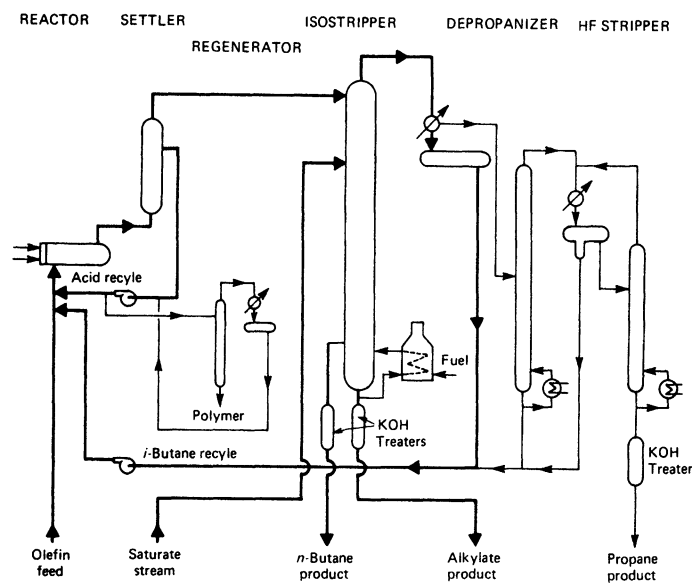 REACTOR
SETTLER
REGENERATOR
ISOSTRIPPER
DEPROPANIZER
HF STRIPPER
Acid recyle
Polymer
Fuel
KOH
Treaters
i-Butane recyle
KOH
Treater
Olefin
feed
Saturate
stream
n-Butane
product
Alkylate
product
Propane
product